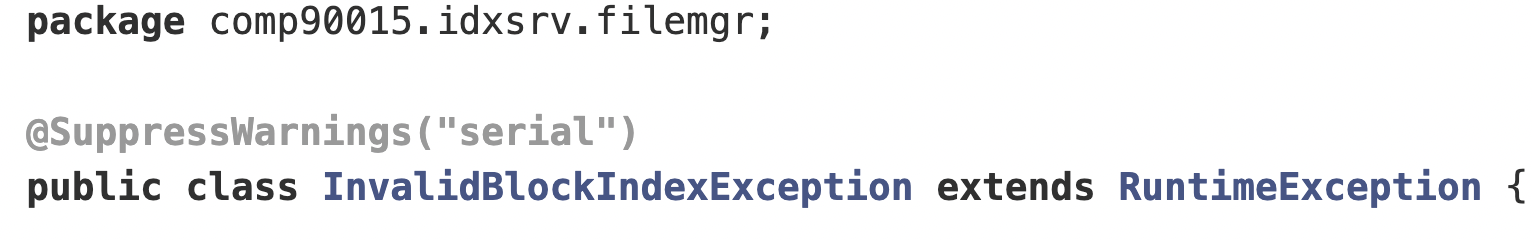 package comp90015.idxsrv.filemgr;
@SuppressWarnings("serial")
public class InvalidBlockIndexException extends RuntimeException {